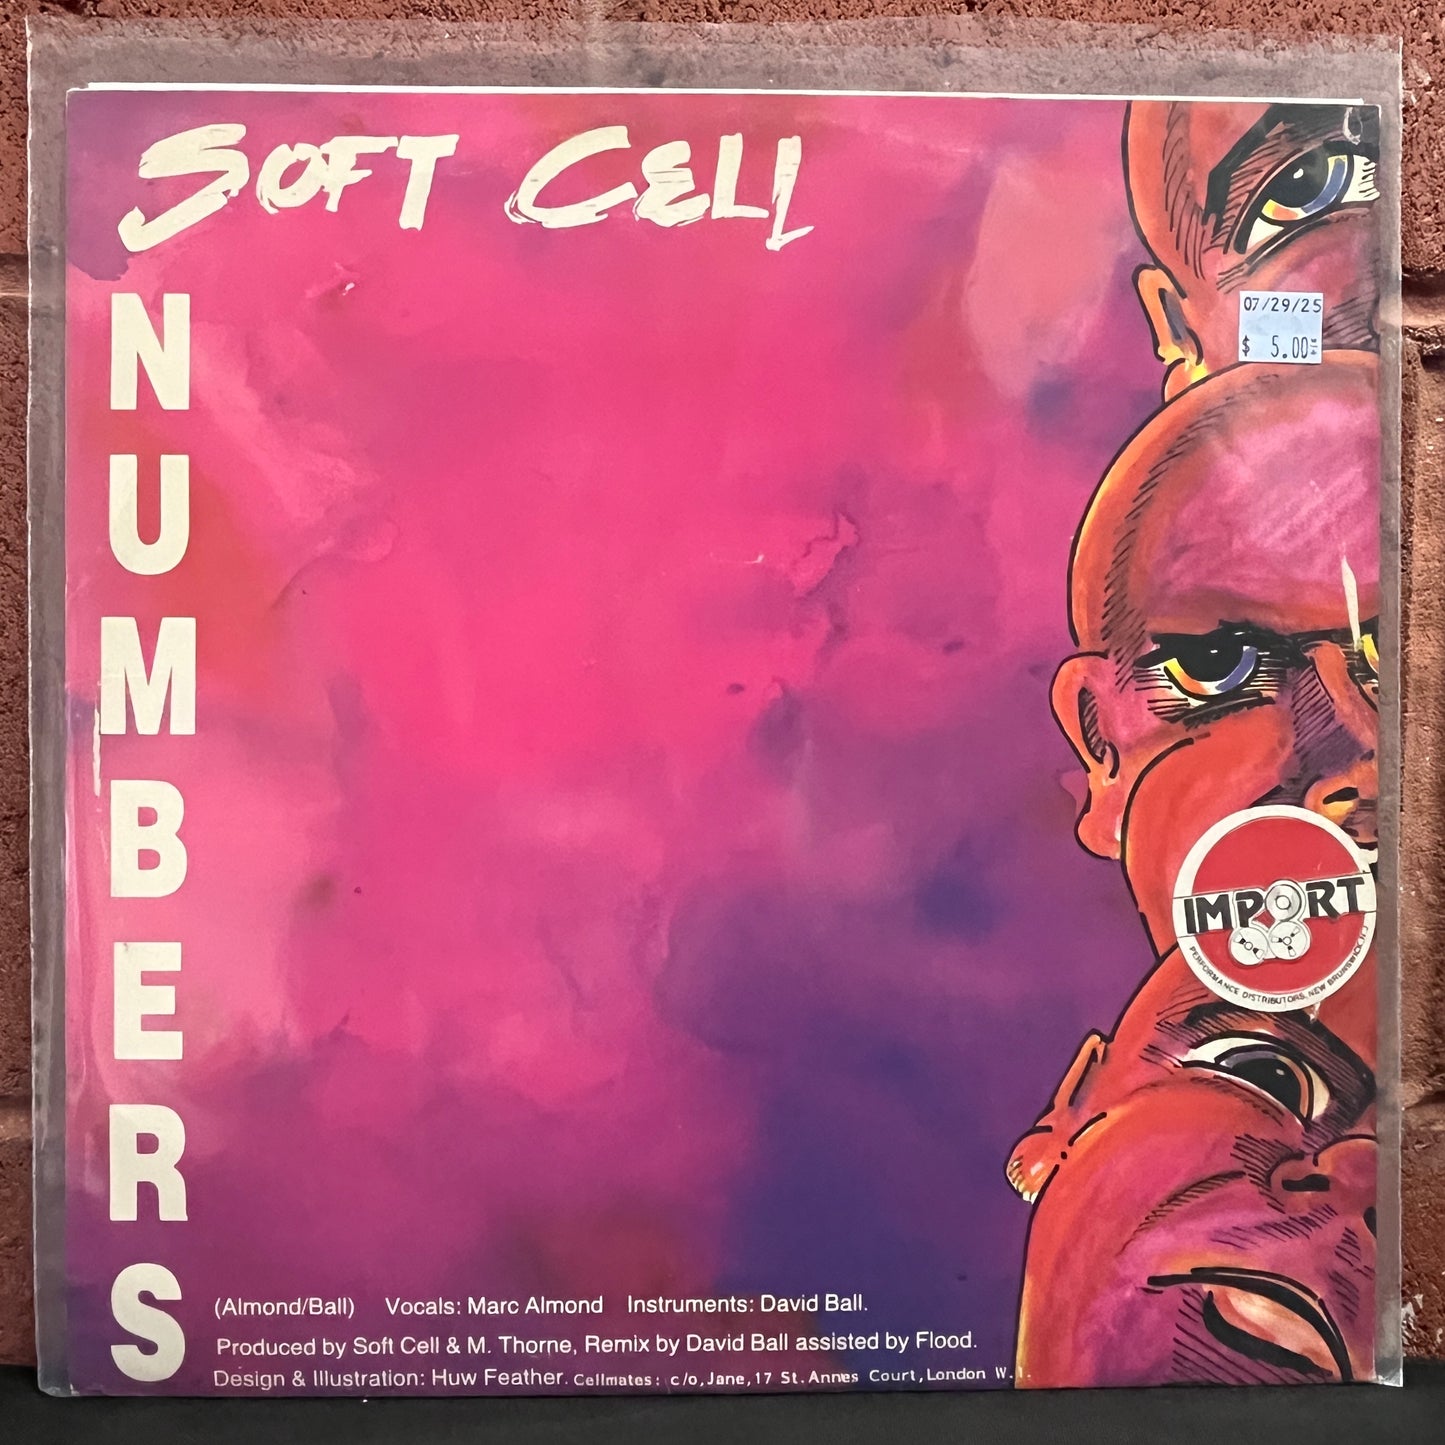 SOFT CELL
NUMBERS
07/29/25
$ 5.00
IMPORT
PERFORMANCE DISTRIBUTORS, NEW BRUNSWICK, N.J.
(Almond/Ball) Vocals: Marc Almond Instruments: David Ball.
Produced by Soft Cell & M. Thorne, Remix by David Ball assisted by Flood.
Design & Illustration: Huw Feather. Cellmates: c/o, Jane, 17 St. Annes Court, London W.1.